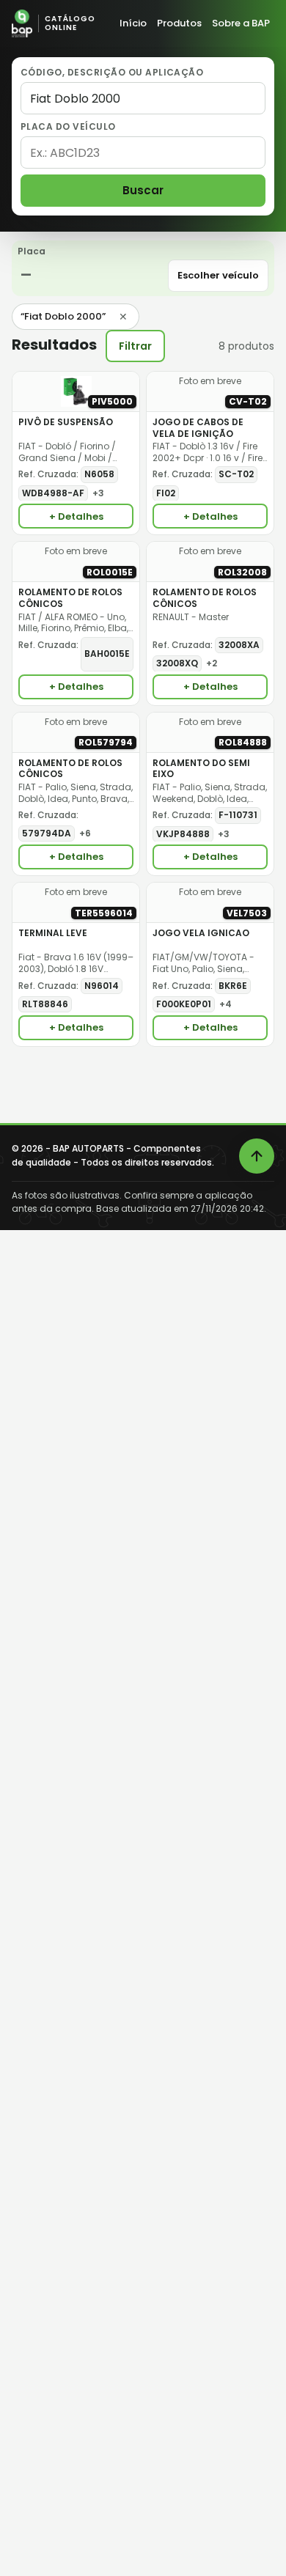 bap
CATÁLOGO
ONLINE
Início Produtos Sobre a BAP
CÓDIGO, DESCRIÇÃO OU APLICAÇÃO
Fiat Doblo 2000
PLACA DO VEÍCULO
Ex.: ABC1D23
Buscar
Placa
—
Escolher veículo
“Fiat Doblo 2000” ×
Resultados
Filtrar
8 produtos
PIV5000
PIVÔ DE SUSPENSÃO
FIAT - Dobló / Fiorino /
Grand Siena / Mobi /...
Ref. Cruzada: N6058
WDB4988-AF +3
+ Detalhes
Foto em breve
CV-T02
JOGO DE CABOS DE
VELA DE IGNIÇÃO
FIAT - Doblò 1.3 16v / Fire
2002+ Dcpr · 1.0 16 v / Fire...
Ref. Cruzada: SC-T02
FI02
+ Detalhes
Foto em breve
ROL0015E
ROLAMENTO DE ROLOS
CÔNICOS
FIAT / ALFA ROMEO - Uno,
Mille, Fiorino, Prêmio, Elba,...
Ref. Cruzada: BAH0015E
+ Detalhes
Foto em breve
ROL32008
ROLAMENTO DE ROLOS
CÔNICOS
RENAULT - Master
Ref. Cruzada: 32008XA
32008XQ +2
+ Detalhes
Foto em breve
ROL579794
ROLAMENTO DE ROLOS
CÔNICOS
FIAT - Palio, Siena, Strada,
Doblò, Idea, Punto, Brava,...
Ref. Cruzada:
579794DA +6
+ Detalhes
Foto em breve
ROL84888
ROLAMENTO DO SEMI
EIXO
FIAT - Palio, Siena, Strada,
Weekend, Doblò, Idea,...
Ref. Cruzada: F-110731
VKJP84888 +3
+ Detalhes
Foto em breve
TER5596014
TERMINAL LEVE
Fiat - Brava 1.6 16V (1999–
2003), Dobló 1.8 16V...
Ref. Cruzada: N96014
RLT88846
+ Detalhes
Foto em breve
VEL7503
JOGO VELA IGNICAO
FIAT/GM/VW/TOYOTA -
Fiat Uno, Palio, Siena,...
Ref. Cruzada: BKR6E
F000KE0P01 +4
+ Detalhes
© 2026 - BAP AUTOPARTS - Componentes
de qualidade - Todos os direitos reservados.
As fotos são ilustrativas. Confira sempre a aplicação
antes da compra. Base atualizada em 27/11/2026 20:42.